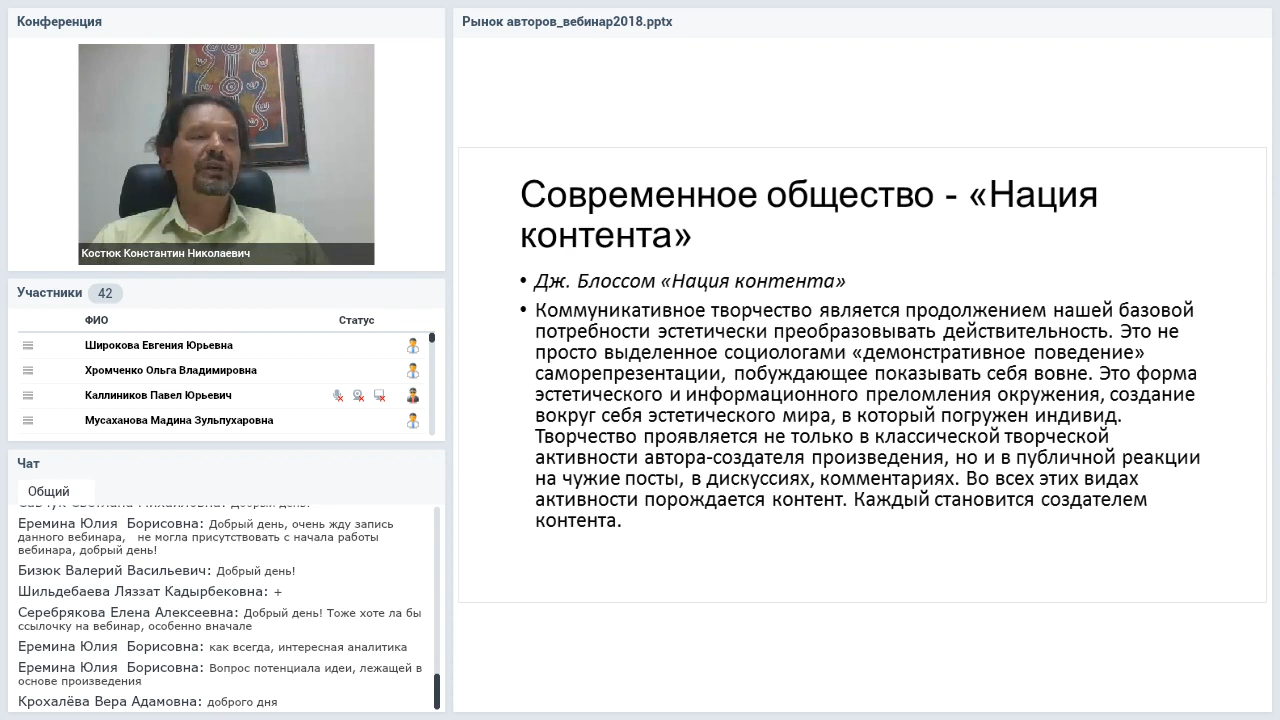 Конференция
Костюк Константин Николаевич
Участники 42
ФИО Статус
Широкова Евгения Юрьевна
Хромченко Ольга Владимировна
Каллиников Павел Юрьевич
Мусаханова Мадина Зульпухаровна
Чат
Общий
Еремина Юлия Борисовна: Добрый день, очень жду запись
данного вебинара, не могла присутствовать с начала работы
вебинара, добрый день!
Бизюк Валерий Васильевич: Добрый день!
Шильдебаева Ляззат Кадырбековна: +
Серебрякова Елена Алексеевна: Добрый день! Тоже хоте ла бы
ссылочку на вебинар, особенно вначале
Еремина Юлия Борисовна: как всегда, интересная аналитика
Еремина Юлия Борисовна: Вопрос потенциала идеи, лежащей в
основе произведения
Крохалёва Вера Адамовна: доброго дня
Рынок авторов_вебинар2018.pptx
Современное общество - «Нация
контента»
• Дж. Блоссом «Нация контента»
• Коммуникативное творчество является продолжением нашей базовой
потребности эстетически преобразовывать действительность. Это не
просто выделенное социологами «демонстративное поведение»
саморепрезентации, побуждающее показывать себя вовне. Это форма
эстетического и информационного преломления окружения, создание
вокруг себя эстетического мира, в который погружен индивид.
Творчество проявляется не только в классической творческой
активности автора-создателя произведения, но и в публичной реакции
на чужие посты, в дискуссиях, комментариях. Во всех этих видах
активности порождается контент. Каждый становится создателем
контента.